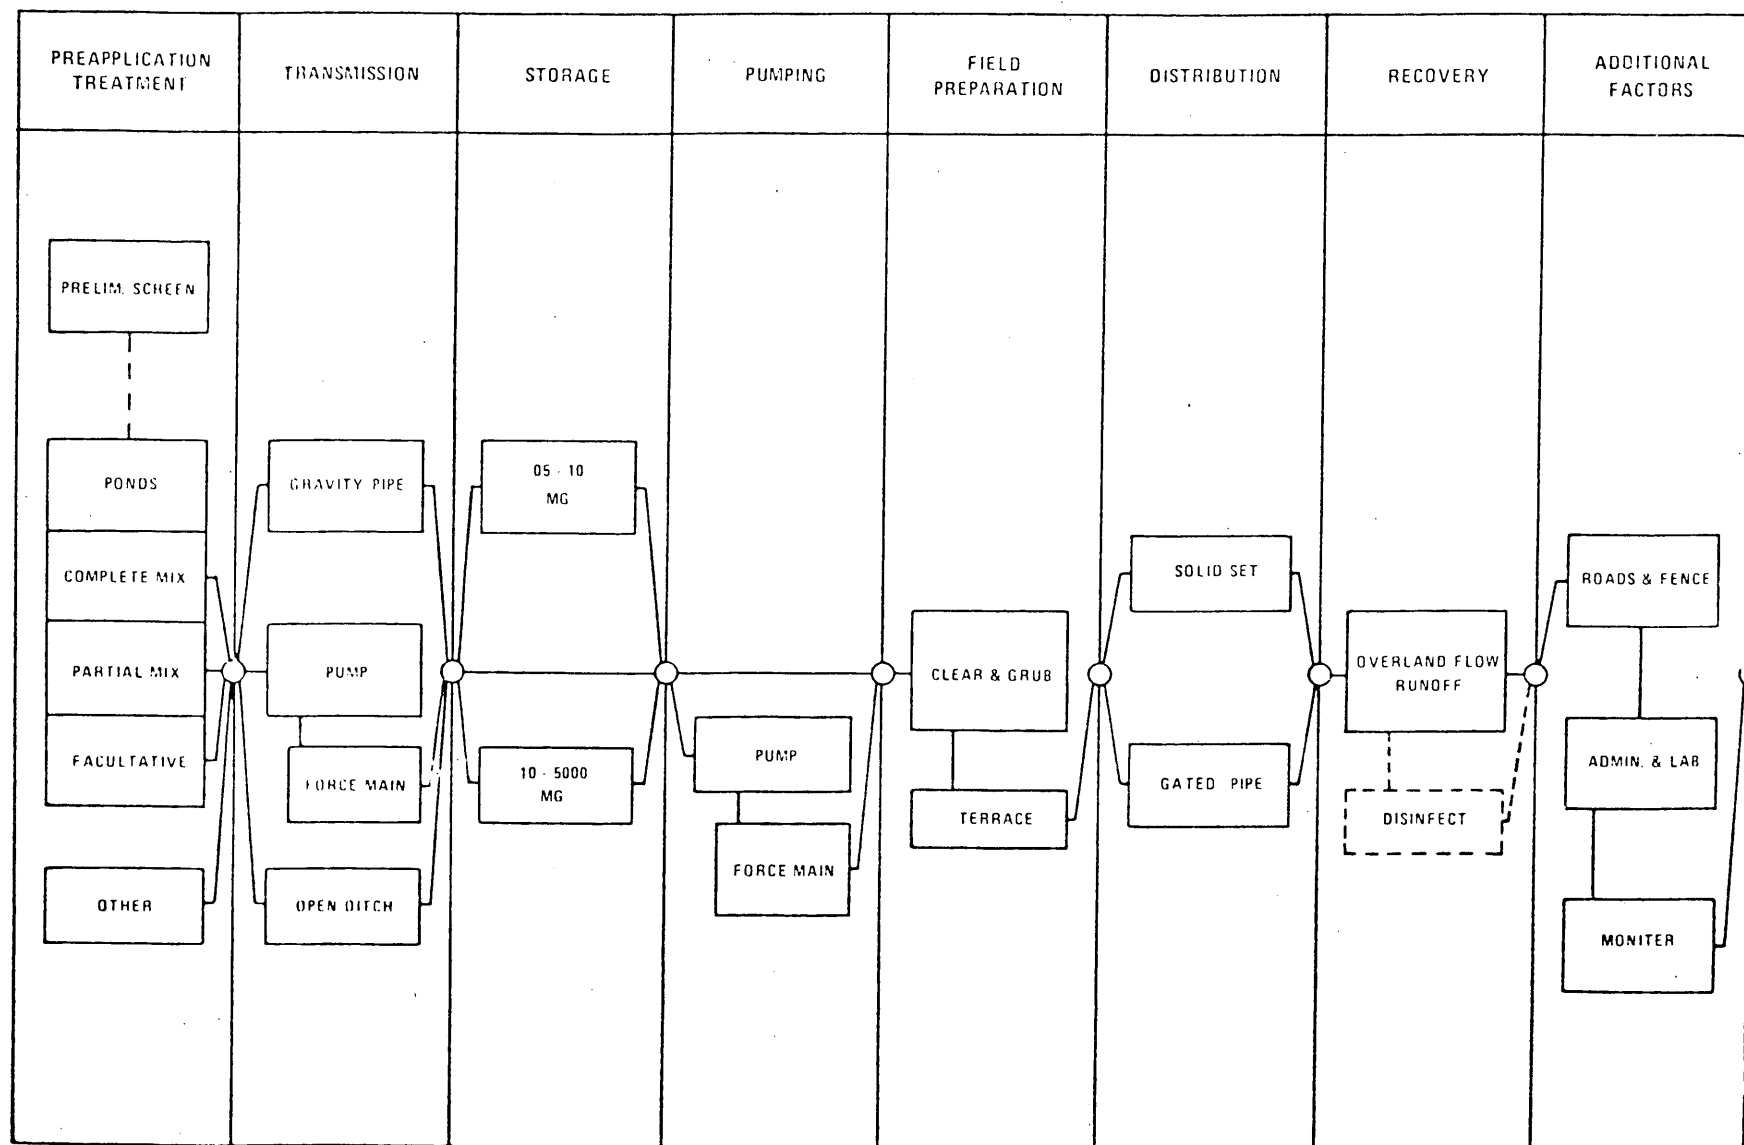 PREAPPLICATION
TREATMENT
TRANSMISSION
STORAGE
PUMPING
FIELD
PREPARATION
DISTRIBUTION
RECOVERY
ADDITIONAL
FACTORS
PRELIM. SCREEN
PONDS
COMPLETE MIX
PARTIAL MIX
FACULTATIVE
OTHER
GRAVITY PIPE
PUMP
FORCE MAIN
OPEN DITCH
05 - 10
MG
10 - 5000
MG
PUMP
FORCE MAIN
CLEAR & GRUB
TERRACE
SOLID SET
GATED PIPE
OVERLAND FLOW
RUNOFF
DISINFECT
ROADS & FENCE
ADMIN. & LAB
MONITER